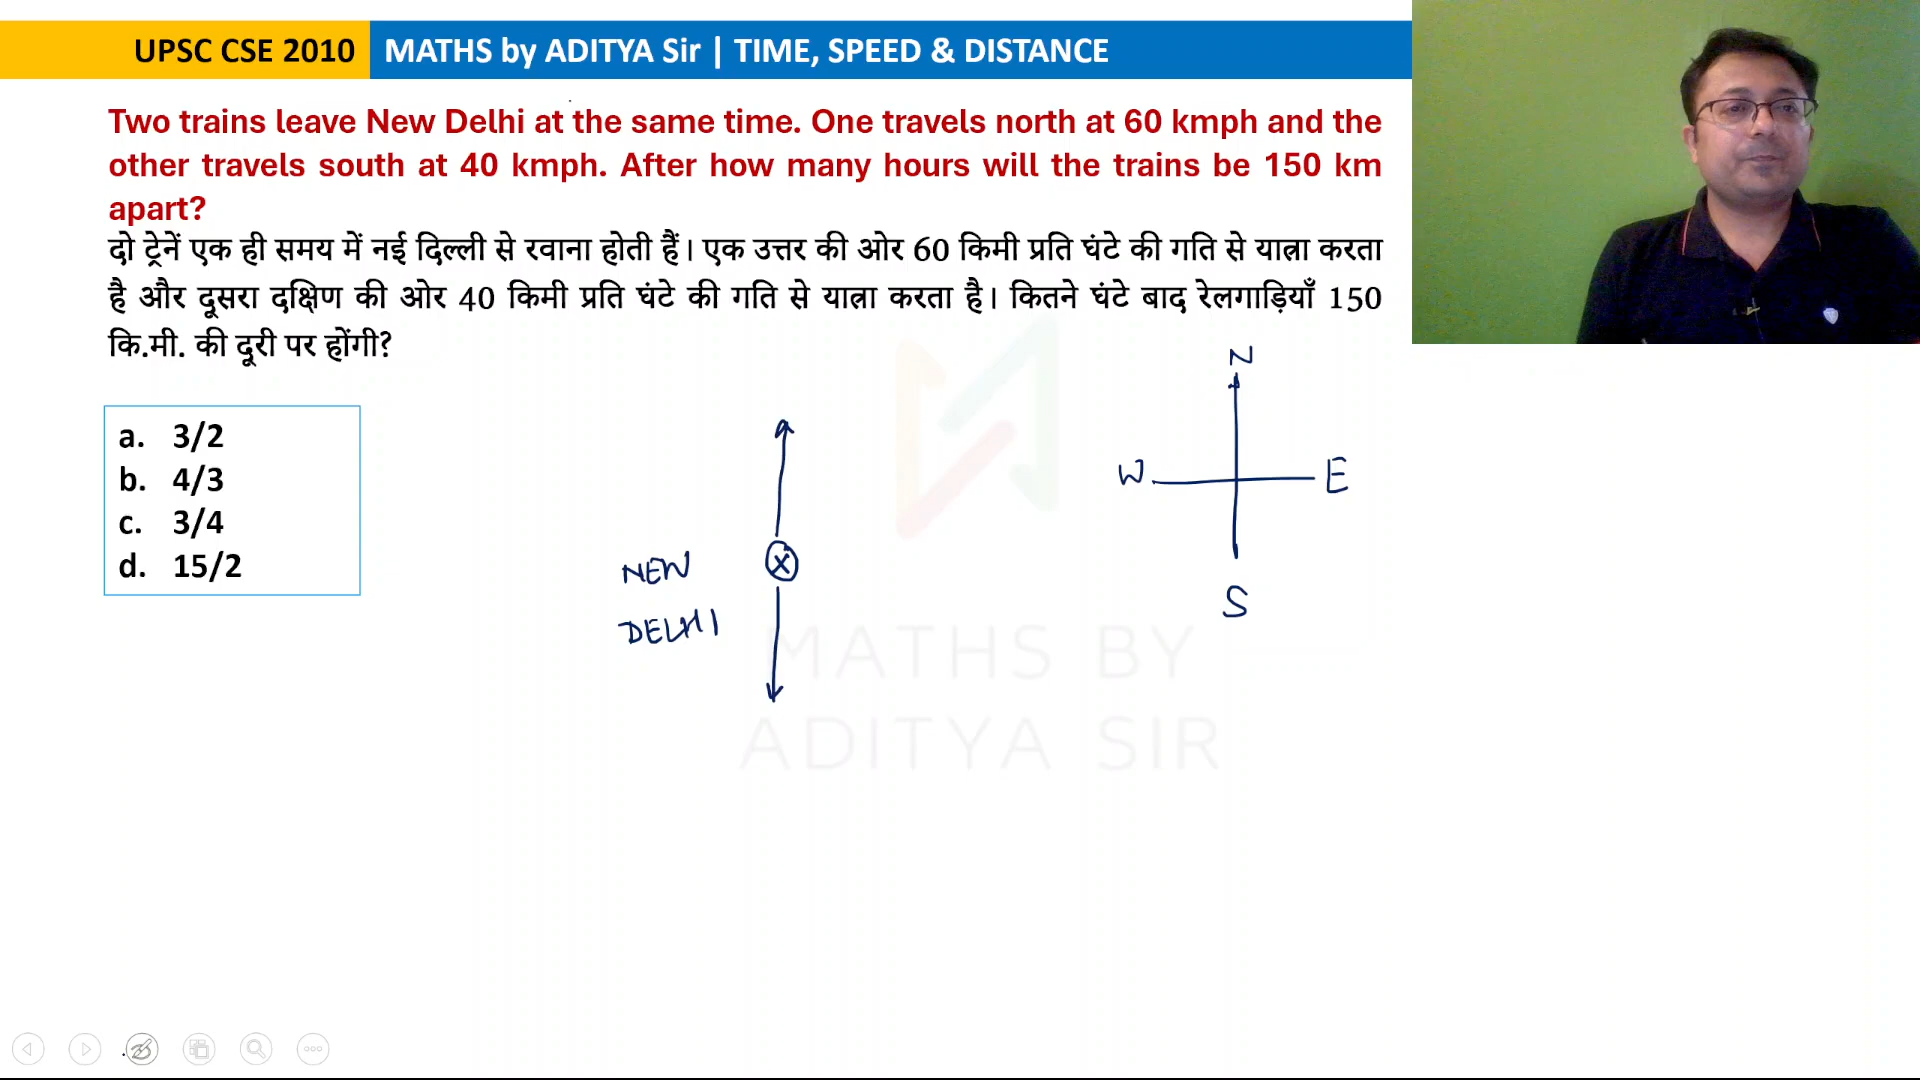 UPSC CSE 2010
MATHS by ADITYA Sir | TIME, SPEED & DISTANCE
Two trains leave New Delhi at the same time. One travels north at 60 kmph and the
other travels south at 40 kmph. After how many hours will the trains be 150 km
apart?
दो ट्रेनें एक ही समय में नई दिल्ली से रवाना होती हैं। एक उत्तर की ओर 60 किमी प्रति घंटे की गति से यात्रा करता
है और दूसरा दक्षिण की ओर 40 किमी प्रति घंटे की गति से यात्रा करता है। कितने घंटे बाद रेलगाड़ियाँ 150
कि.मी. की दूरी पर होंगी?
a. 3/2
b. 4/3
c. 3/4
d. 15/2
NEW
DELHI
X
N
W
E
S
MATHS BY
ADITYA SIR